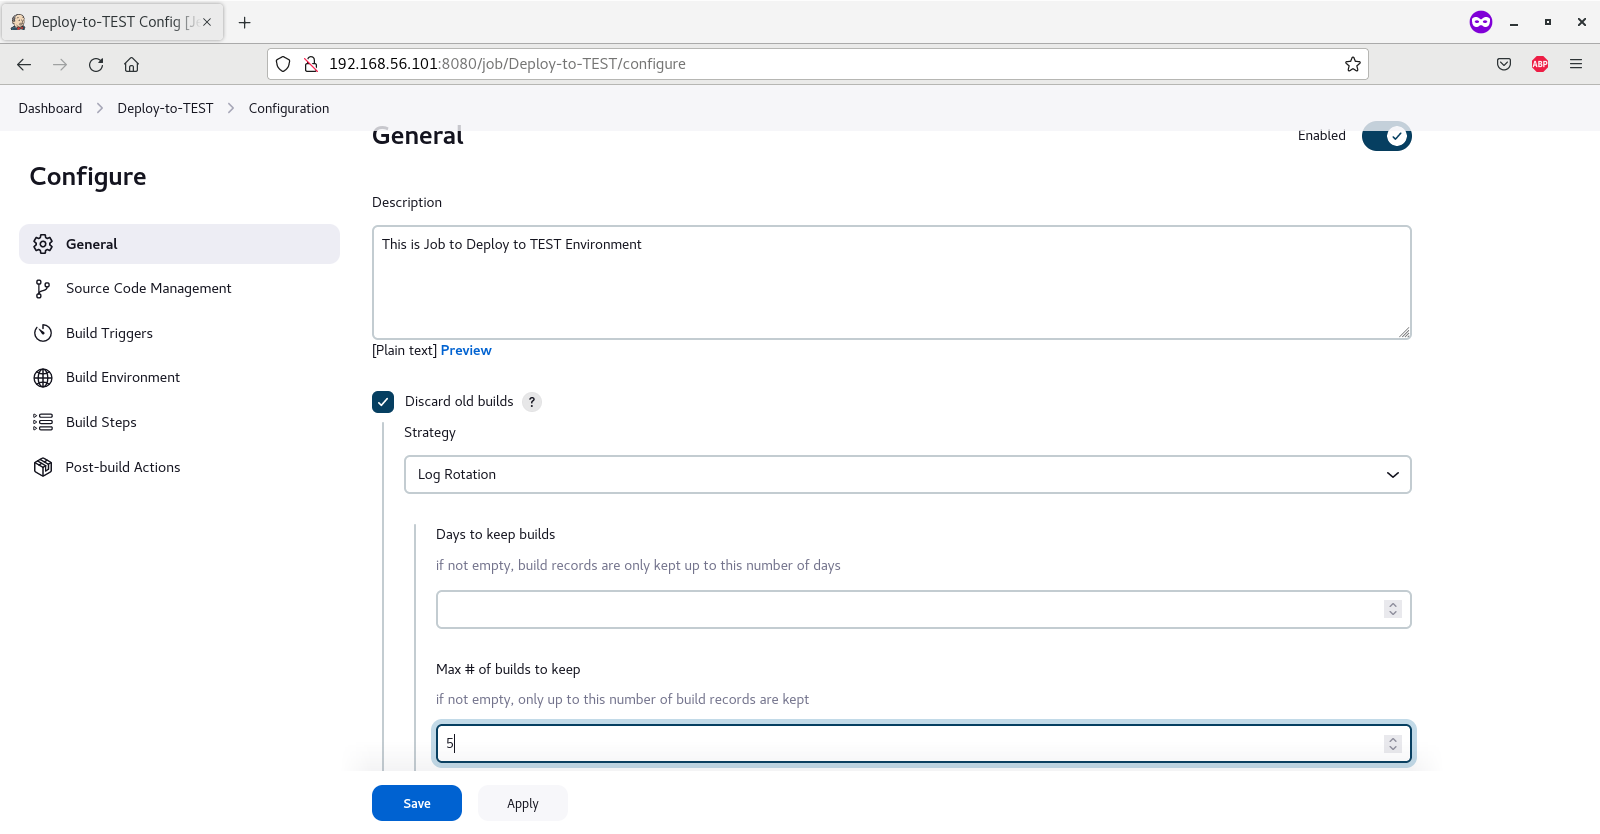 Deploy-to-TEST Config [Je
192.168.56.101:8080/job/Deploy-to-TEST/configure
ABP
Dashboard > Deploy-to-TEST > Configuration
General
Enabled
Configure
General
Source Code Management
Build Triggers
Build Environment
Build Steps
Post-build Actions
Description
This is Job to Deploy to TEST Environment
[Plain text] Preview
Discard old builds ?
Strategy
Log Rotation
Days to keep builds
if not empty, build records are only kept up to this number of days
Max # of builds to keep
if not empty, only up to this number of build records are kept
5
Save Apply